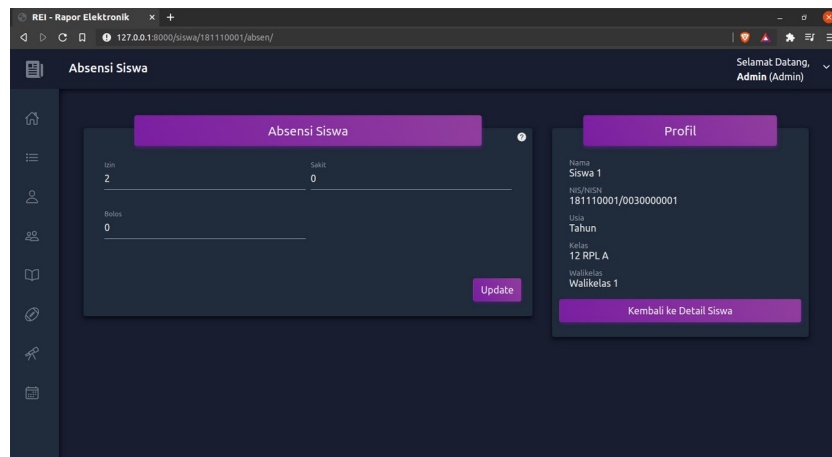 REI - Rapor Elektronik
127.0.0.1:8000/siswa/181110001/absen/
Absensi Siswa
Selamat Datang,
Admin (Admin)
Absensi Siswa
Izin
2
Sakit
0
Bolos
0
Update
Profil
Nama
Siswa 1
NIS/NISN
181110001/0030000001
Usia
Tahun
Kelas
12 RPL A
Walikelas
Walikelas 1
Kembali ke Detail Siswa